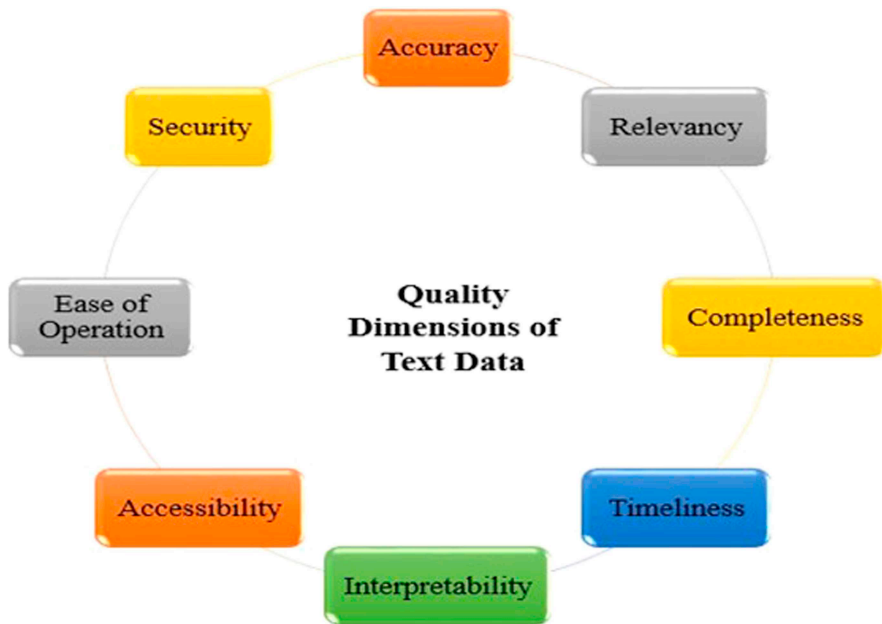 Accuracy
Relevancy
Completeness
Timeliness
Interpretability
Accessibility
Ease of
Operation
Security
Quality
Dimensions of
Text Data